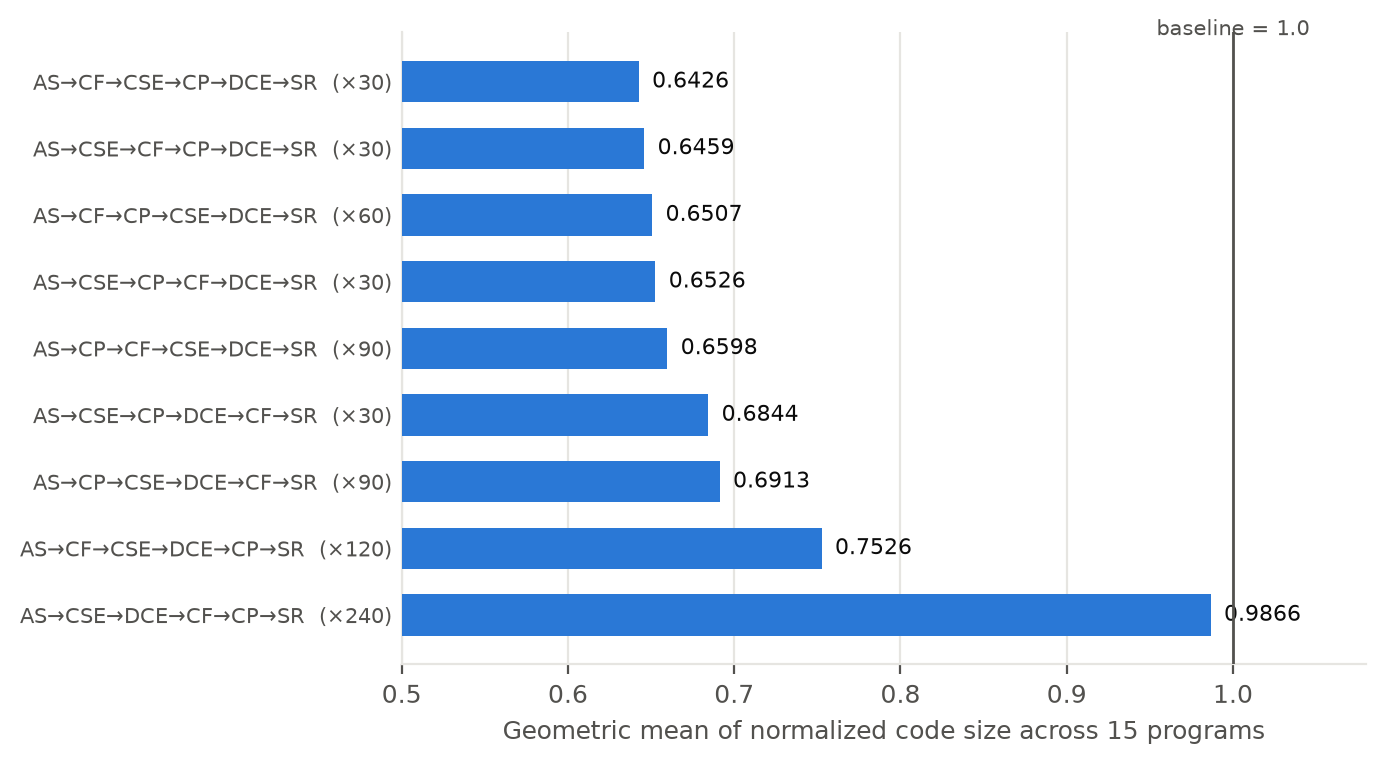 baseline = 1.0
AS→CF→CSE→CP→DCE→SR (×30) 0.6426
AS→CSE→CF→CP→DCE→SR (×30) 0.6459
AS→CF→CP→CSE→DCE→SR (×60) 0.6507
AS→CSE→CP→CF→DCE→SR (×30) 0.6526
AS→CP→CF→CSE→DCE→SR (×90) 0.6598
AS→CSE→CP→DCE→CF→SR (×30) 0.6844
AS→CP→CSE→DCE→CF→SR (×90) 0.6913
AS→CF→CSE→DCE→CP→SR (×120) 0.7526
AS→CSE→DCE→CF→CP→SR (×240) 0.9866
0.5 0.6 0.7 0.8 0.9 1.0
Geometric mean of normalized code size across 15 programs